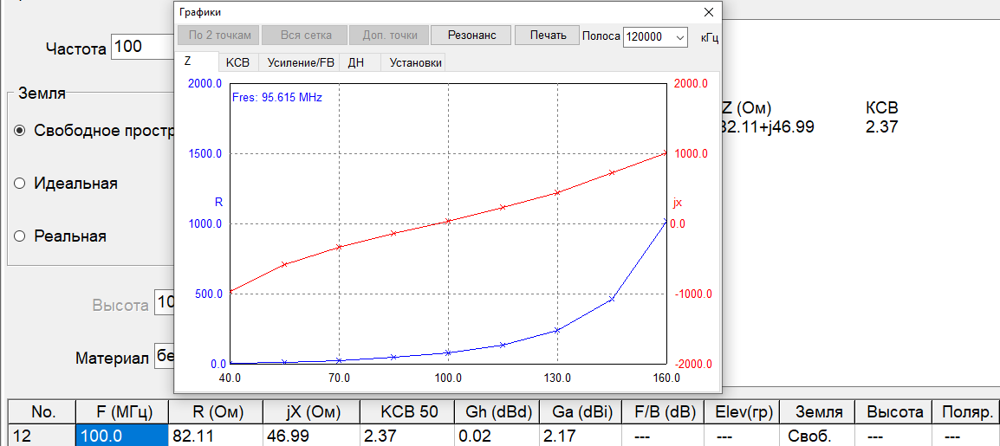 Графики
По 2 точкам Вся сетка Доп. точки Резонанс Печать Полоса 120000 кГц
Z КСВ Усиление/FB ДН Установки
Частота 100
Земля
Свободное простр
Идеальная
Реальная
Высота 10
Материал бе
2000.0 2000.0
Fres: 95.615 MHz
1500.0 1000.0
R jX
1000.0 0.0
500.0 -1000.0
0.0 -2000.0
40.0 70.0 100.0 130.0 160.0
Z (Ом) КСВ
82.11+j46.99 2.37
No. F (МГц) R (Ом) jX (Ом) КСВ 50 Gh (dBd) Ga (dBi) F/B (dB) Elev(гр) Земля Высота Поляр.
12 100.0 82.11 46.99 2.37 0.02 2.17 --- --- Своб. --- ---